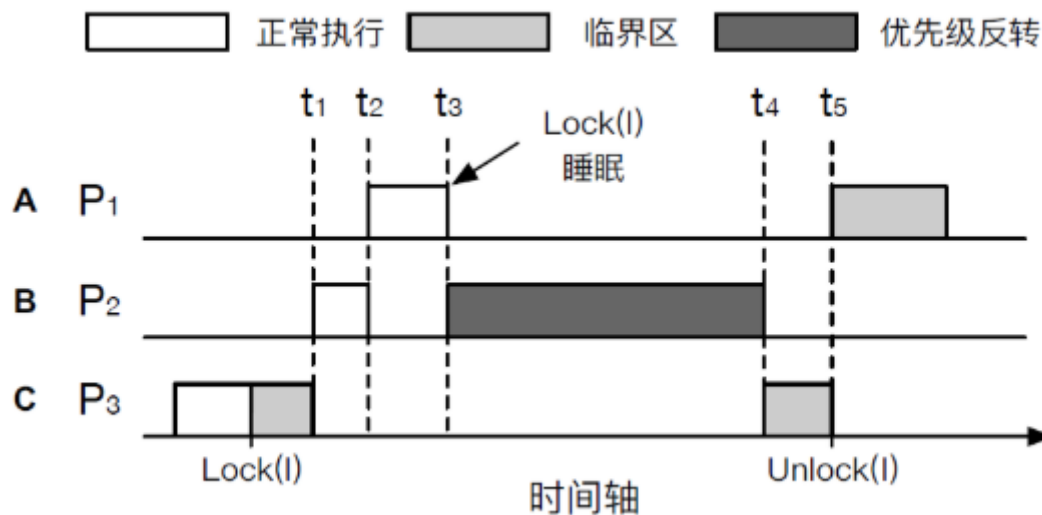 正常执行 临界区 优先级反转
t1 t2 t3 t4 t5
Lock(l)
睡眠
A P1
B P2
C P3
Lock(l) Unlock(l)
时间轴